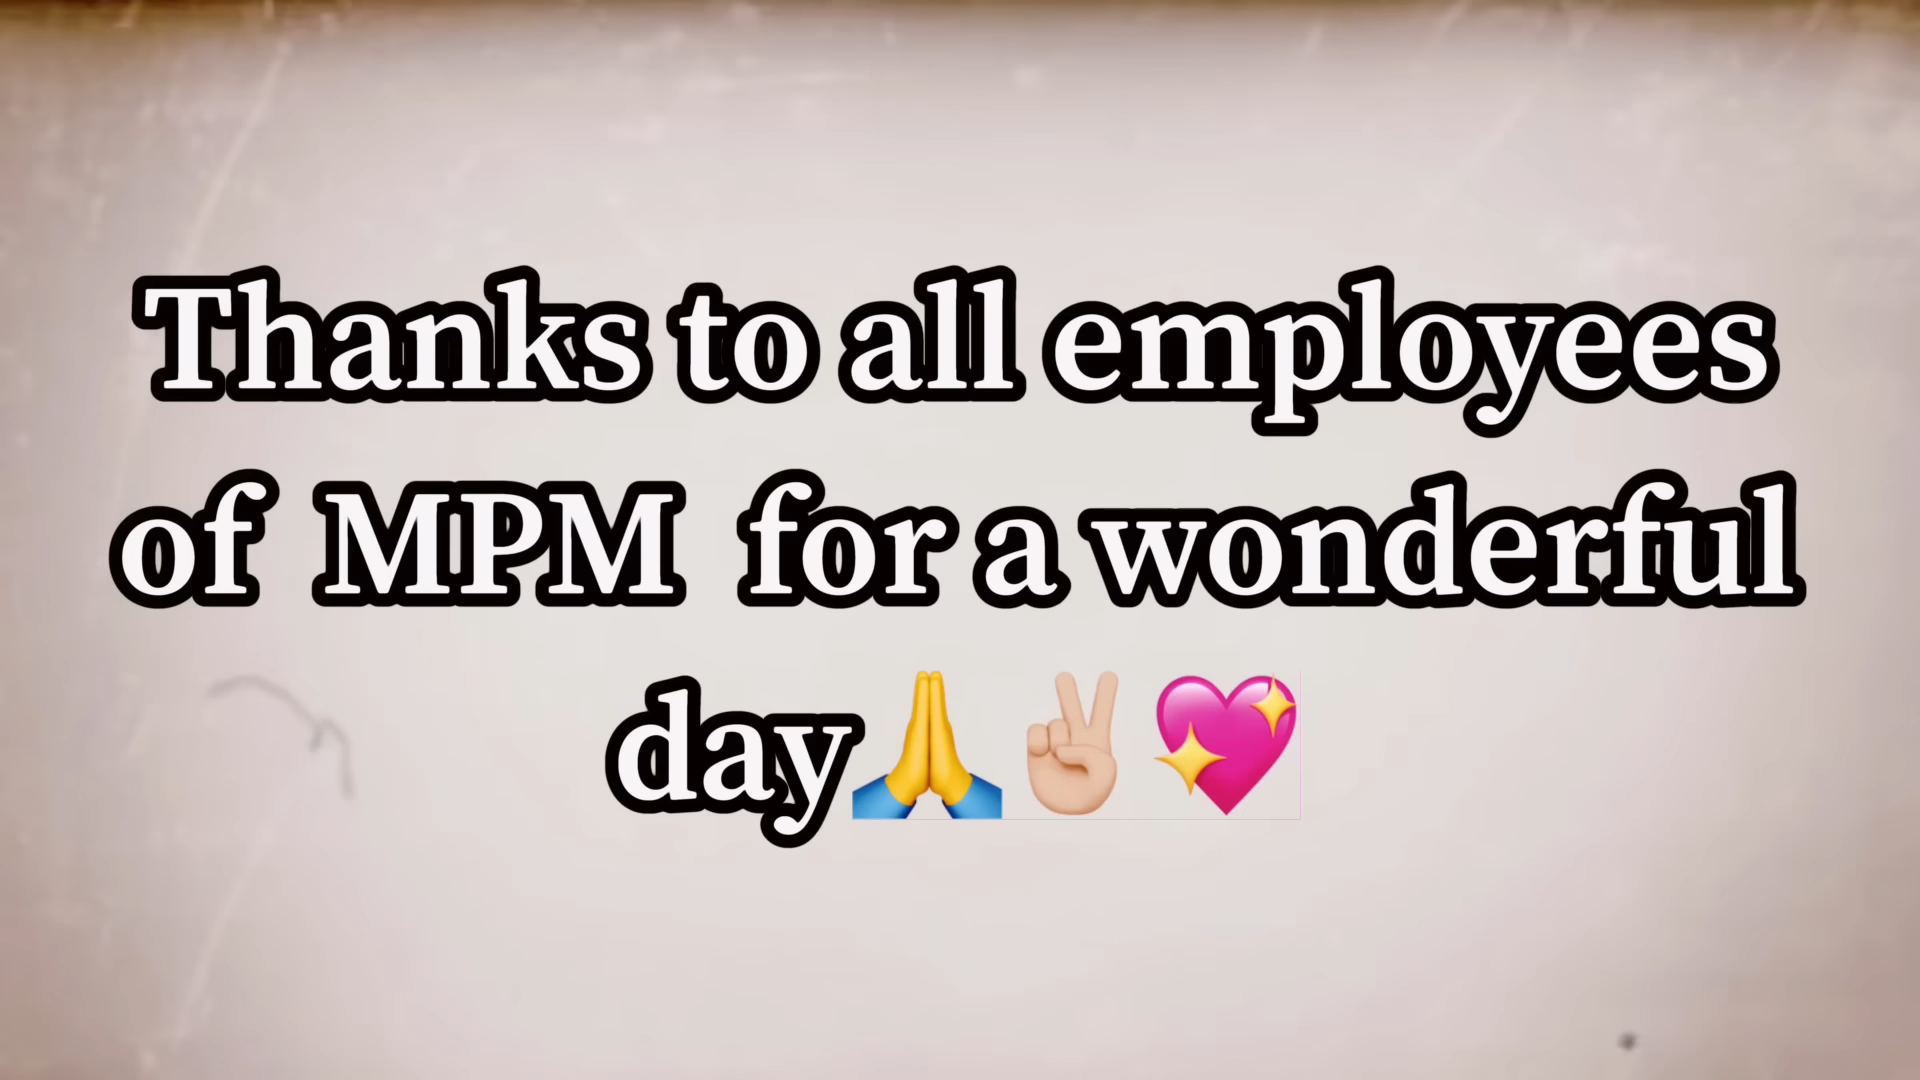 Thanks to all employees
of MPM for a wonderful
day🙏✌🏼💖